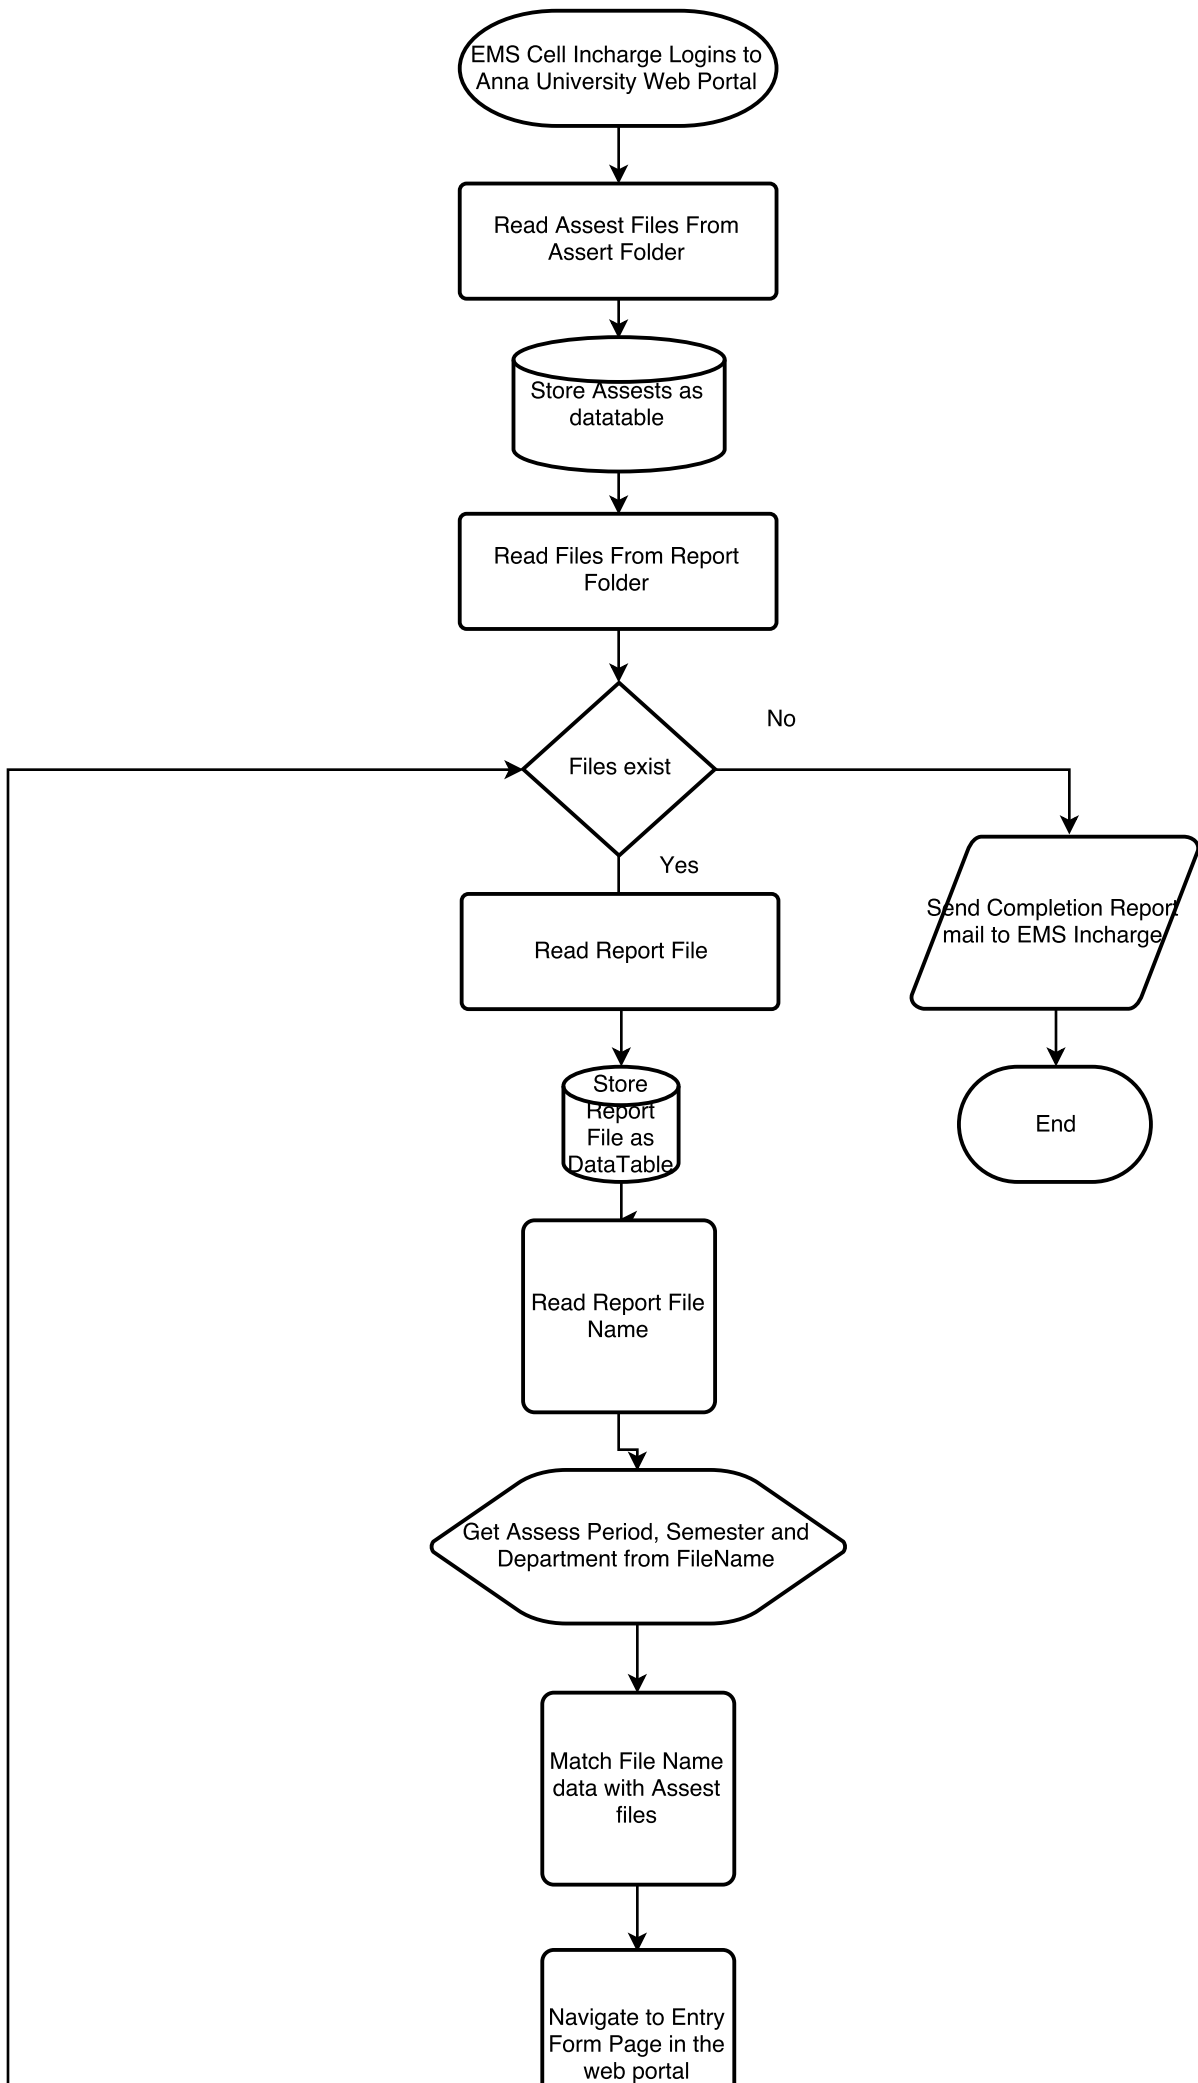 EMS Cell Incharge Logins to
Anna University Web Portal
Read Assest Files From
Assert Folder
Store Assests as
datatable
Read Files From Report
Folder
No
Files exist
Yes
Send Completion Report
mail to EMS Incharge
Read Report File
Store
Report
File as
DataTable
End
Read Report File
Name
Get Assess Period, Semester and
Department from FileName
Match File Name
data with Assest
files
Navigate to Entry
Form Page in the
web portal